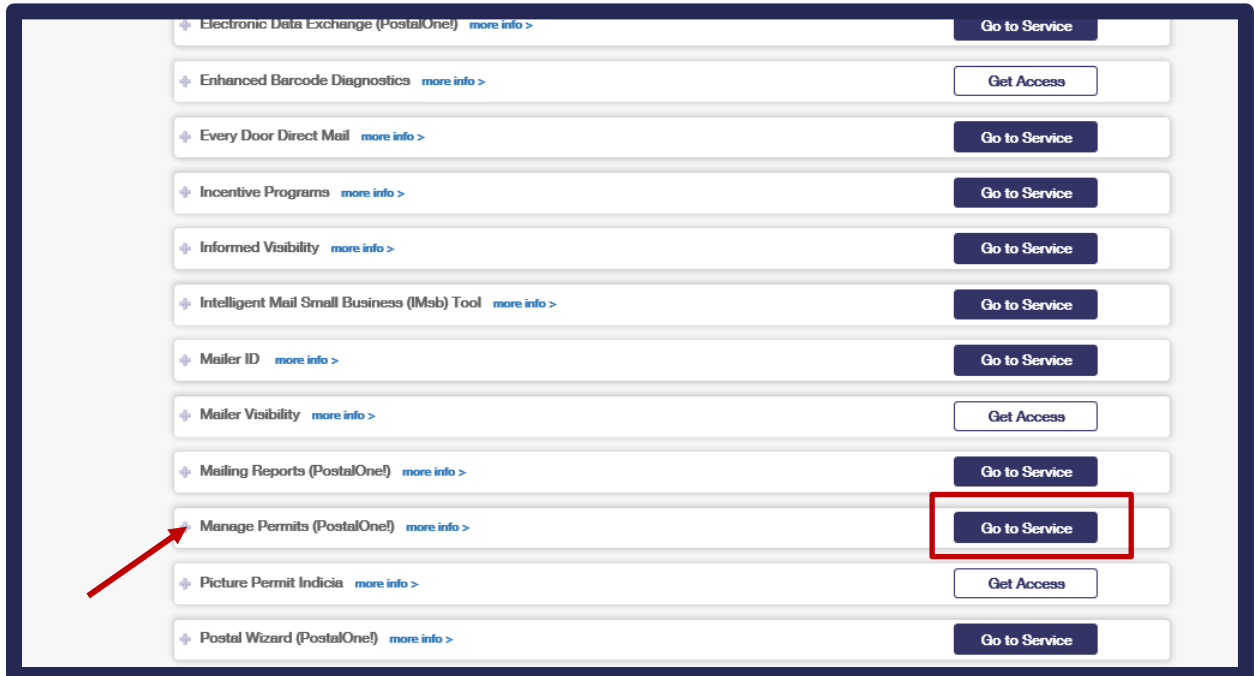 Electronic Data Exchange (PostalOne!) more info > Go to Service
Enhanced Barcode Diagnostics more info > Get Access
Every Door Direct Mail more info > Go to Service
Incentive Programs more info > Go to Service
Informed Visibility more info > Go to Service
Intelligent Mail Small Business (IMsb) Tool more info > Go to Service
Mailer ID more info > Go to Service
Mailer Visibility more info > Get Access
Mailing Reports (PostalOne!) more info > Go to Service
Manage Permits (PostalOne!) more info > Go to Service
Picture Permit Indicia more info > Get Access
Postal Wizard (PostalOne!) more info > Go to Service